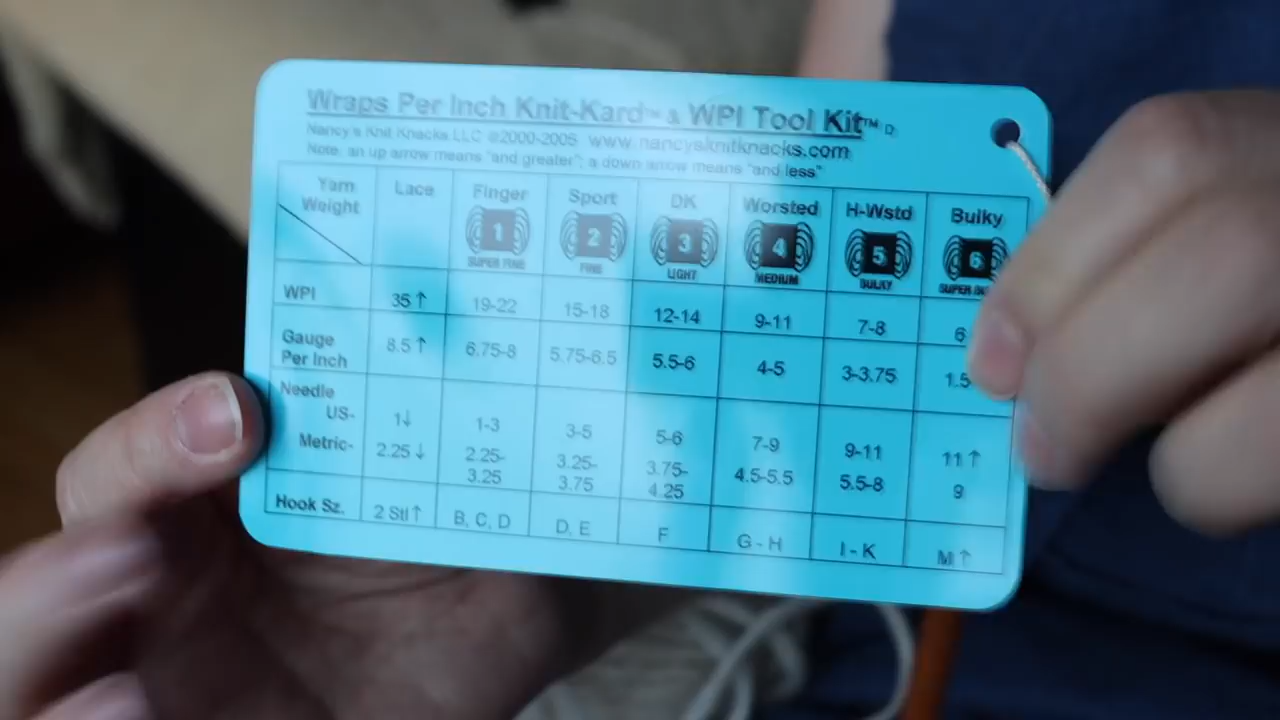 Wraps Per Inch Knit-Kard™ & WPI Tool Kit™ D
Nancy's Knit Knacks LLC ©2000-2005 www.nancysknitknacks.com
Note: an up arrow means "and greater"; a down arrow means "and less"
Yarn Weight Lace Finger Sport DK Worsted H-Wstd Bulky
1 2 3 4 5 6
SUPER FINE FINE LIGHT MEDIUM BULKY SUPER
WPI 35↑ 19-22 15-18 12-14 9-11 7-8 6
Gauge Per Inch 8.5↑ 6.75-8 5.75-6.5 5.5-6 4-5 3-3.75 1.5
Needle
US- 1↓ 1-3 3-5 5-6 7-9 9-11 11↑
Metric- 2.25↓ 2.25-3.25 3.25-3.75 3.75-4.25 4.5-5.5 5.5-8 9
Hook Sz. 2 Stl↑ B, C, D D, E F G - H I - K M↑